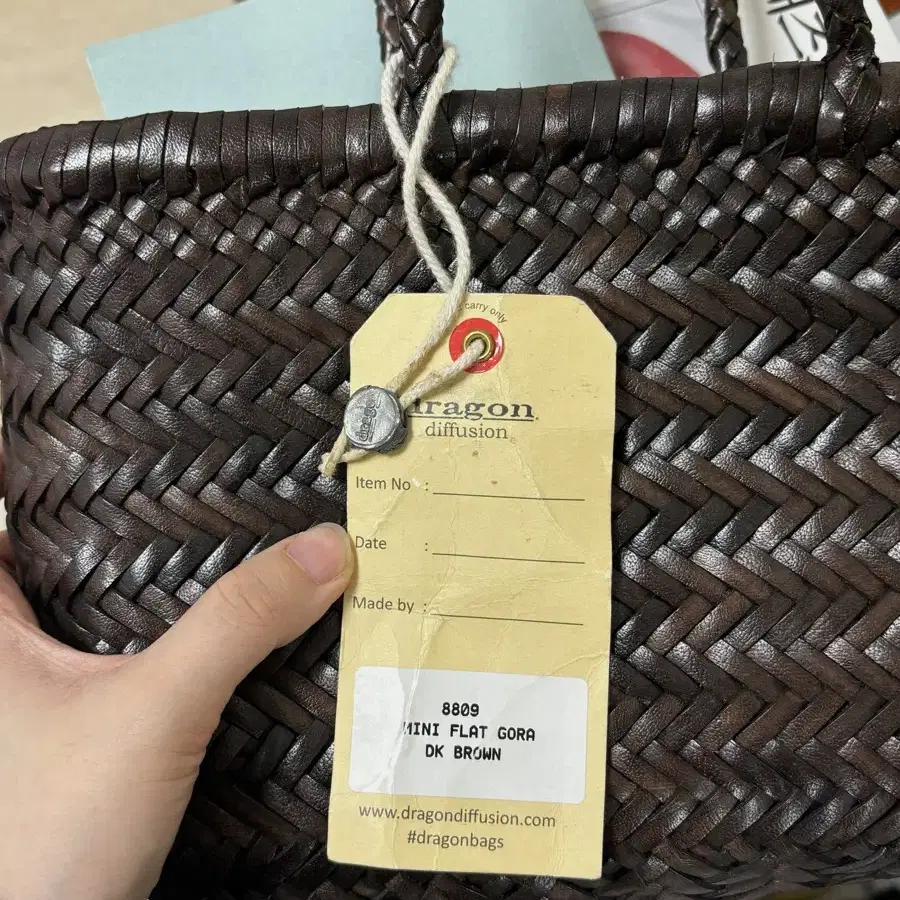 carry only
dragon
diffusion
Item No :
Date :
Made by :
8809
MINI FLAT GORA
DK BROWN
www.dragondiffusion.com
#dragonbags